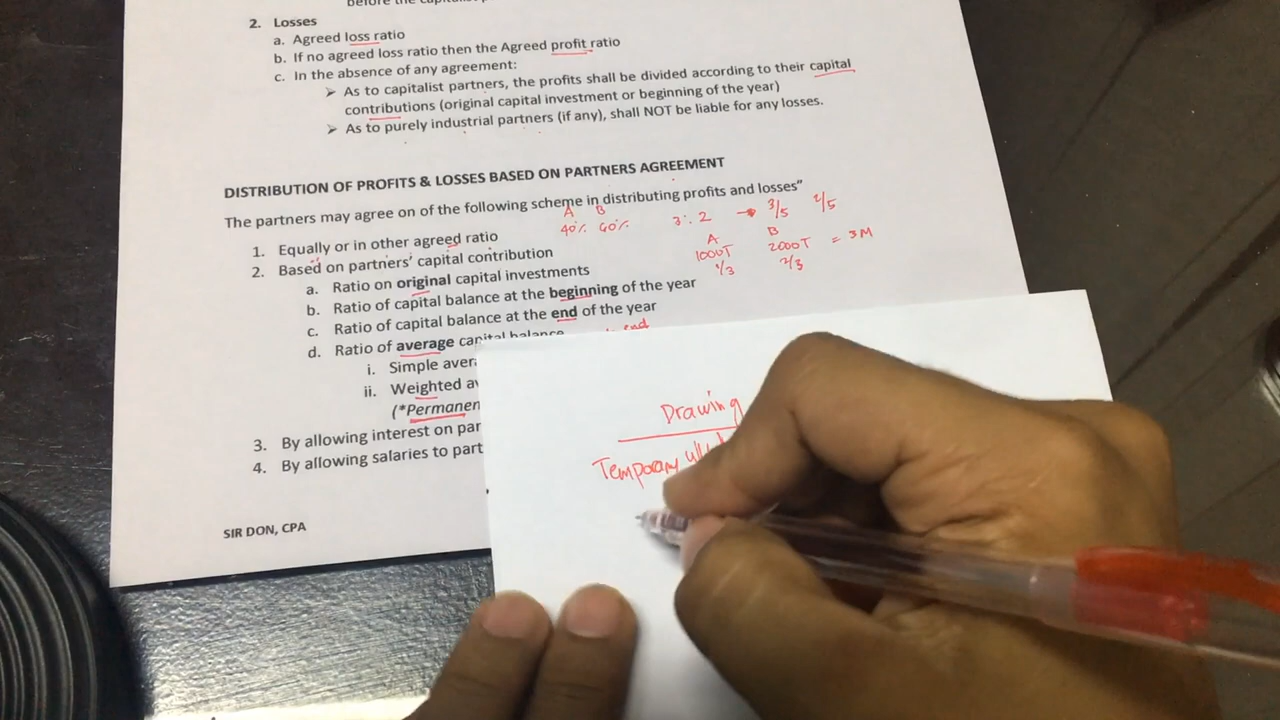 2. Losses
a. Agreed loss ratio
b. If no agreed loss ratio then the Agreed profit ratio
c. In the absence of any agreement:
➢ As to capitalist partners, the profits shall be divided according to their capital
contributions (original capital investment or beginning of the year)
➢ As to purely industrial partners (if any), shall NOT be liable for any losses.
DISTRIBUTION OF PROFITS & LOSSES BASED ON PARTNERS AGREEMENT
The partners may agree on of the following scheme in distributing profits and losses"
A B
40% 60% 3:2 → 3/5 2/5
1. Equally or in other agreed ratio
A B
1000T 2000T = 3M
1/3 2/3
2. Based on partners' capital contribution
a. Ratio on original capital investments
b. Ratio of capital balance at the beginning of the year
c. Ratio of capital balance at the end of the year
end
d. Ratio of average capital balance
i. Simple
ii. Weighted
(*Permanen
3. By allowing interest on par
4. By allowing salaries to part
SIR DON, CPA
Drawing
Temporary